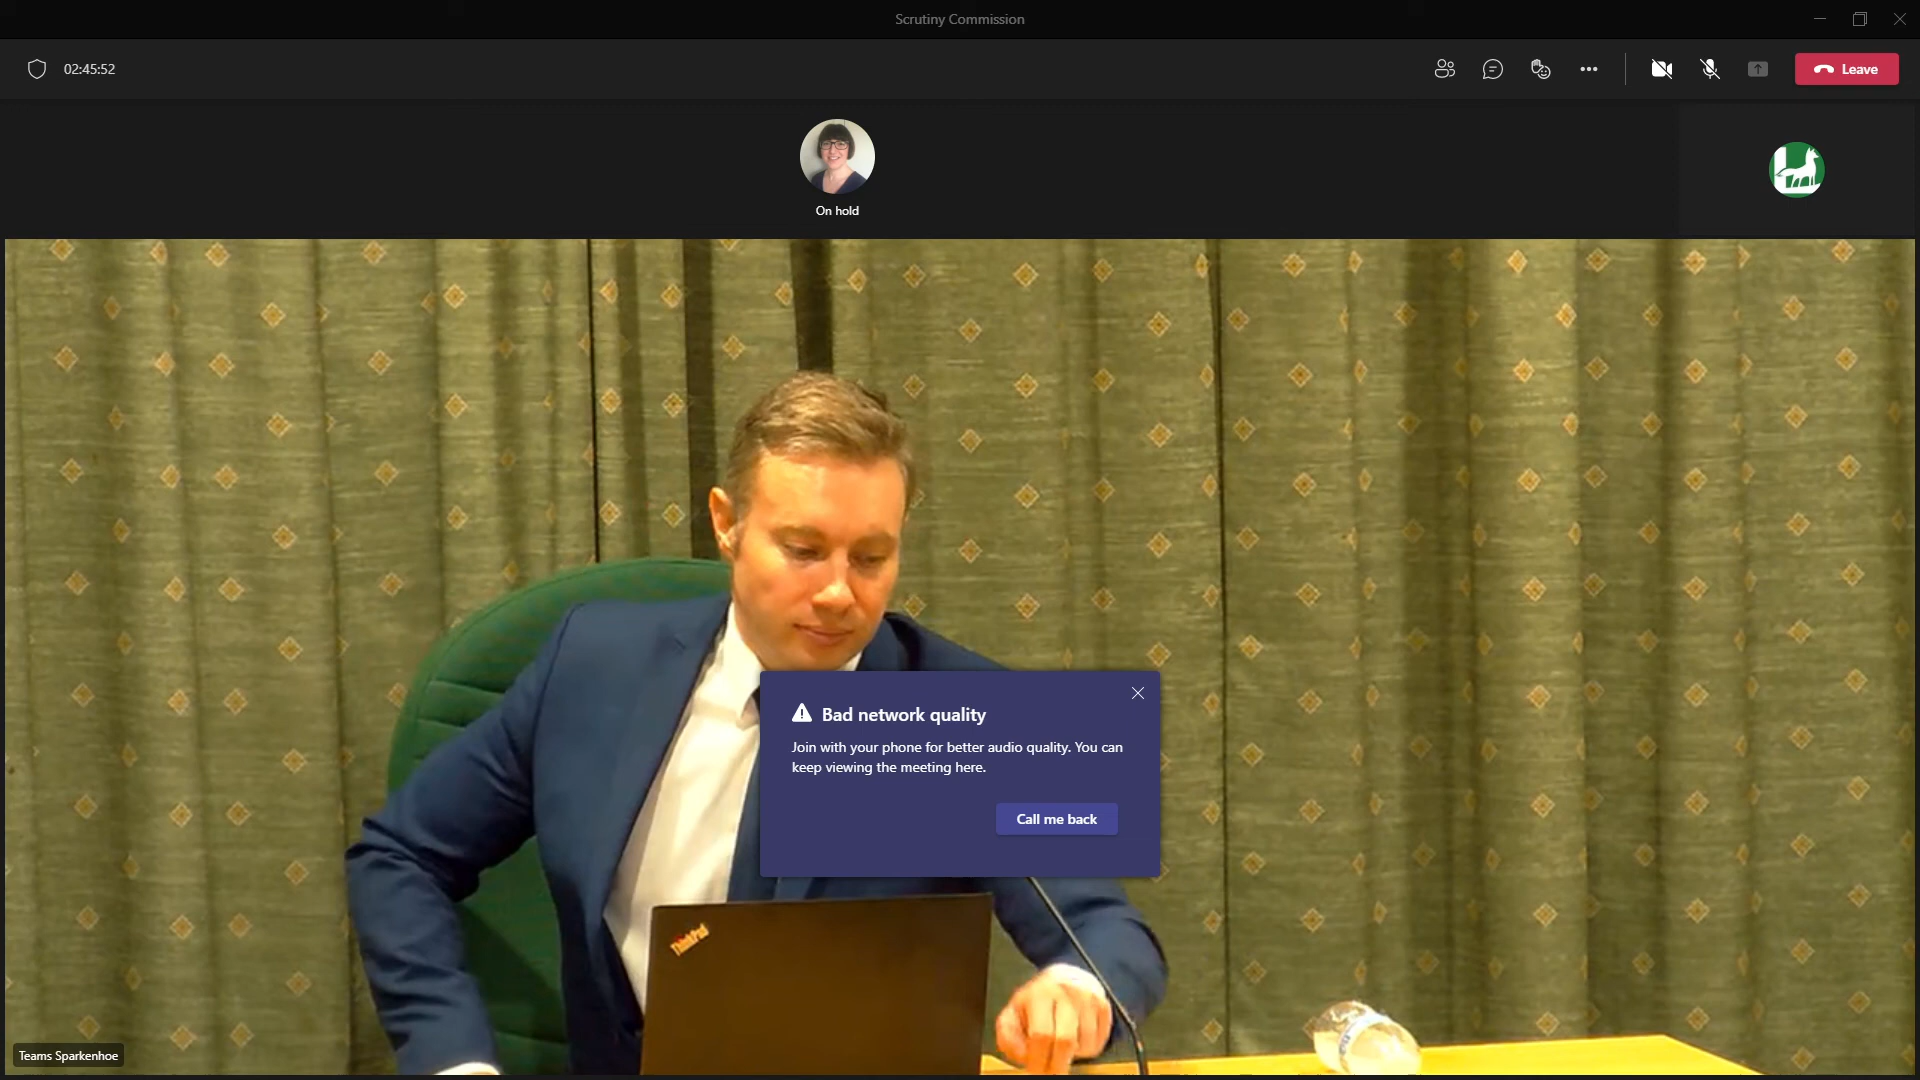 Scrutiny Commission
02:45:52
Leave
On hold
Bad network quality
Join with your phone for better audio quality. You can
keep viewing the meeting here.
Call me back
ThinkPad
Teams Sparkenhoe